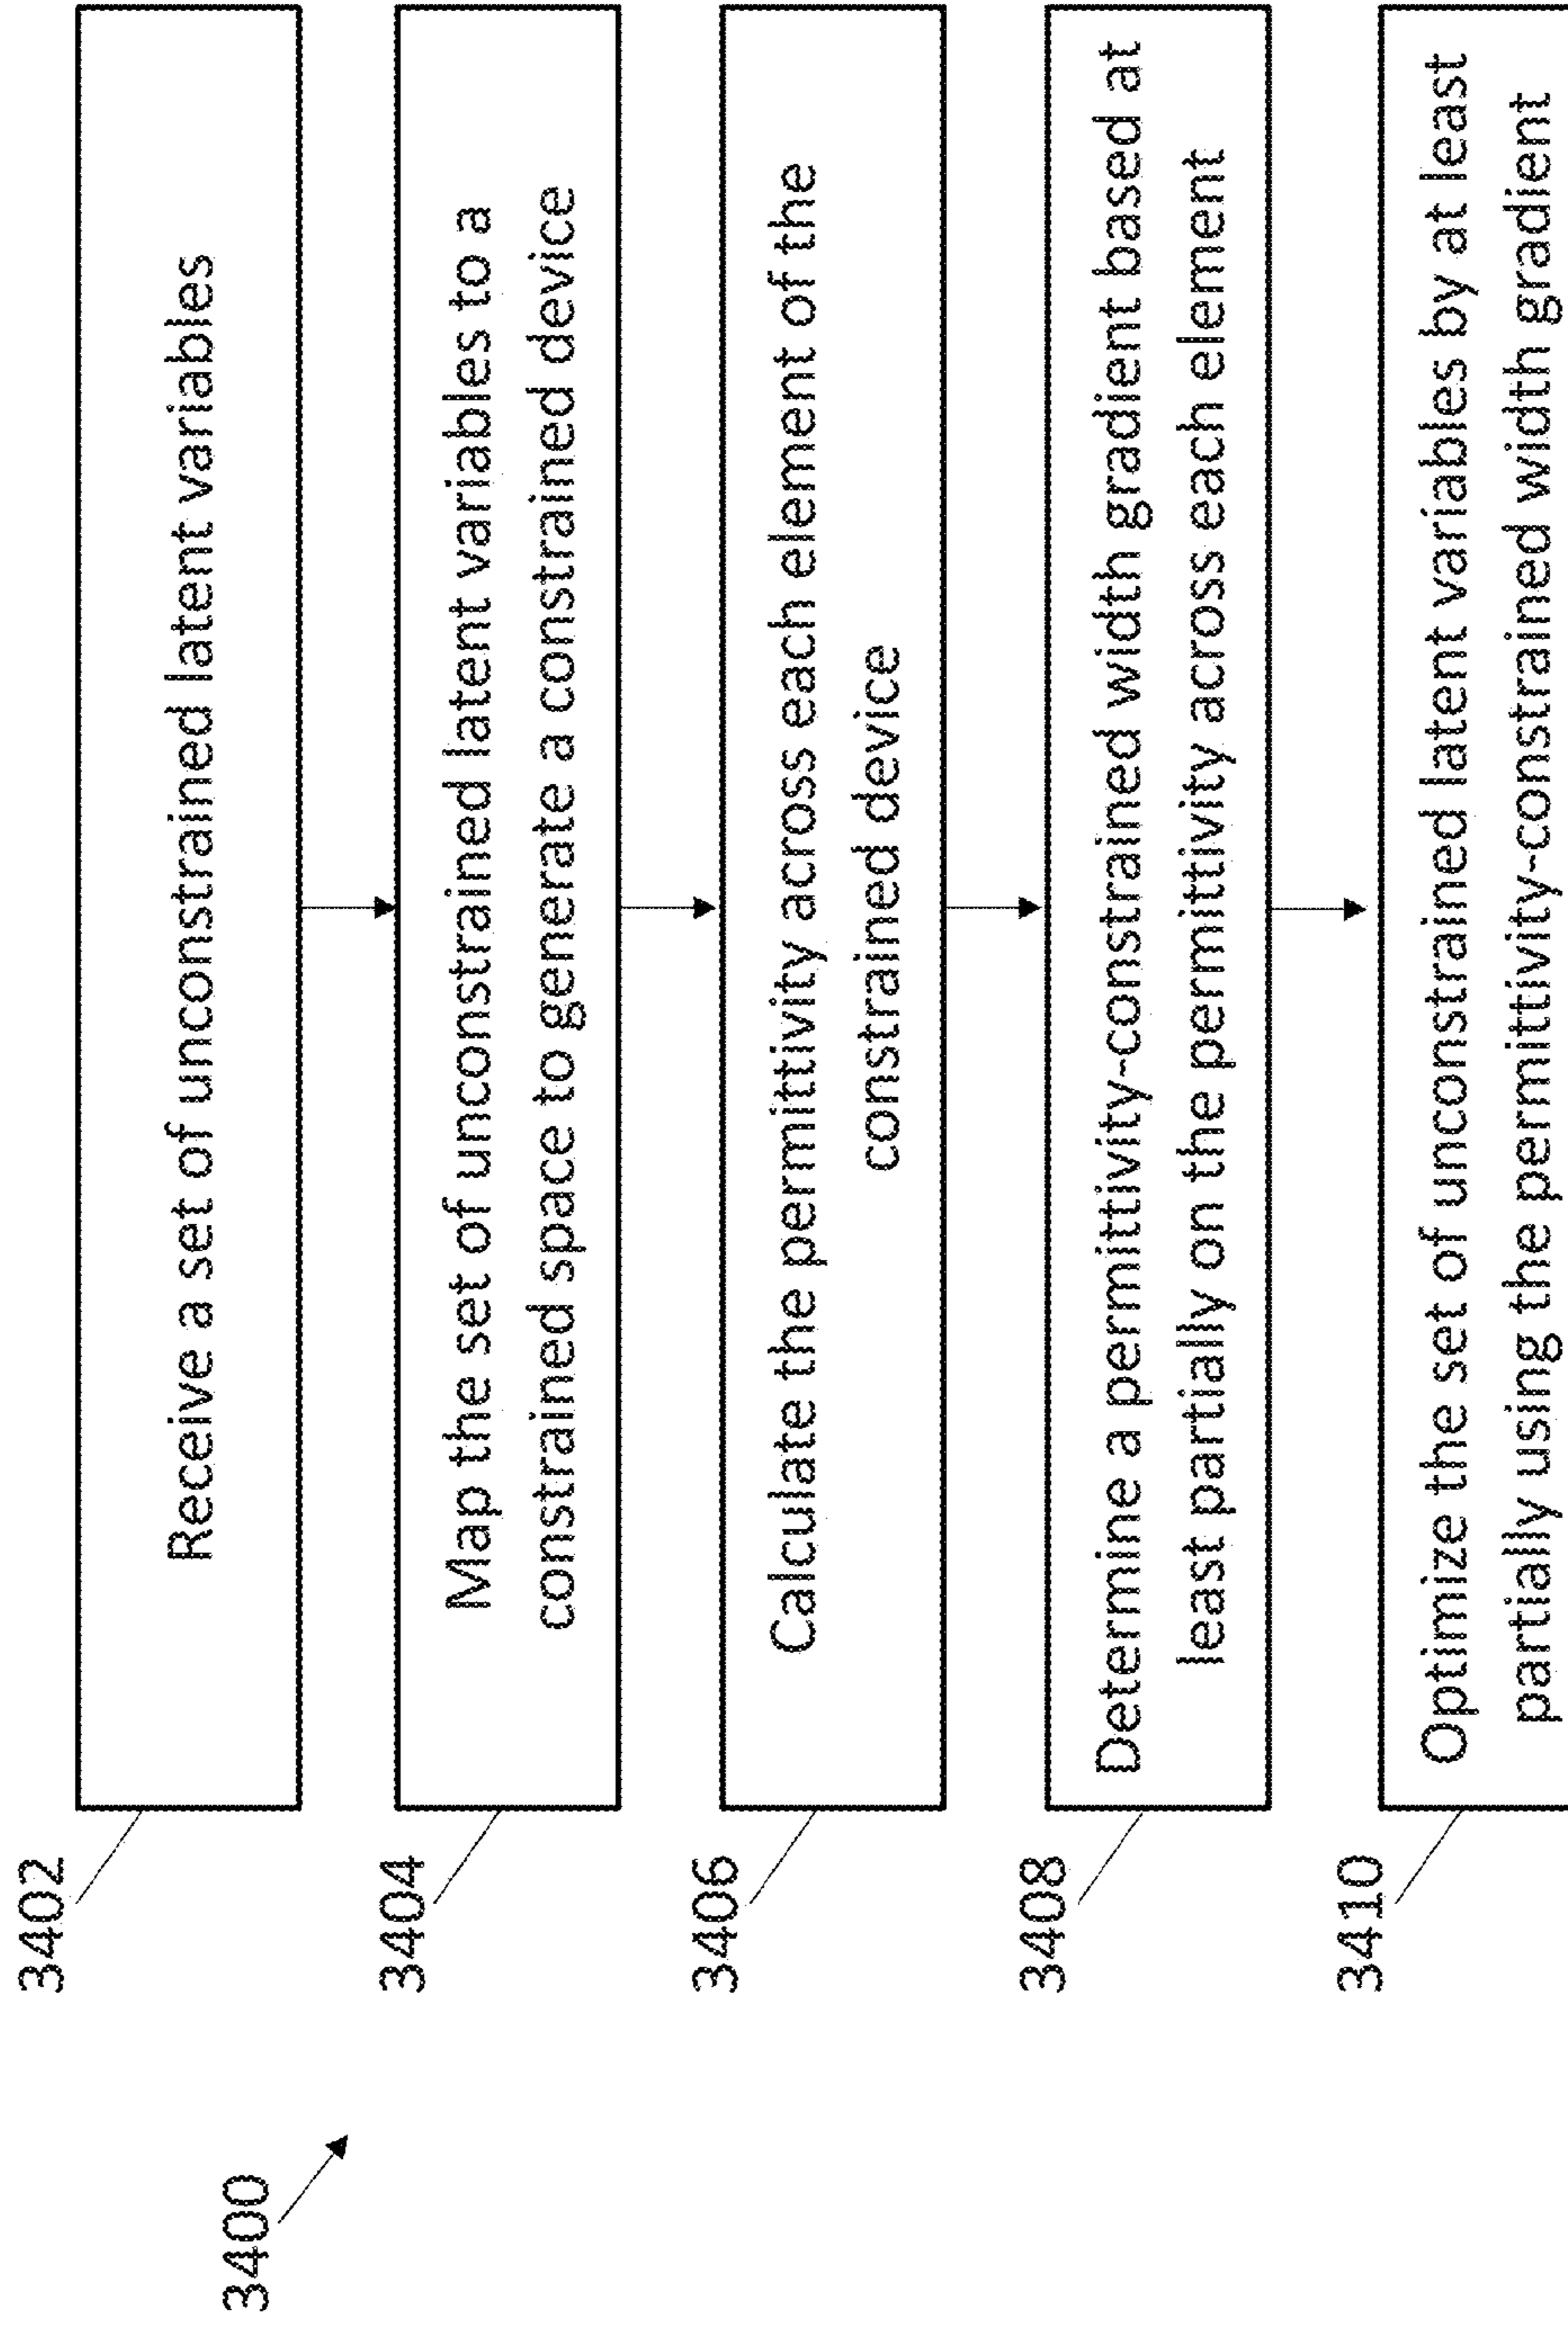 3400
3402
Receive a set of unconstrained latent variables
3404
Map the set of unconstrained latent variables to a
constrained space to generate a constrained device
3406
Calculate the permittivity across each element of the
constrained device
3408
Determine a permittivity-constrained width gradient based at
least partially on the permittivity across each element
3410
Optimize the set of unconstrained latent variables by at least
partially using the permittivity-constrained width gradient